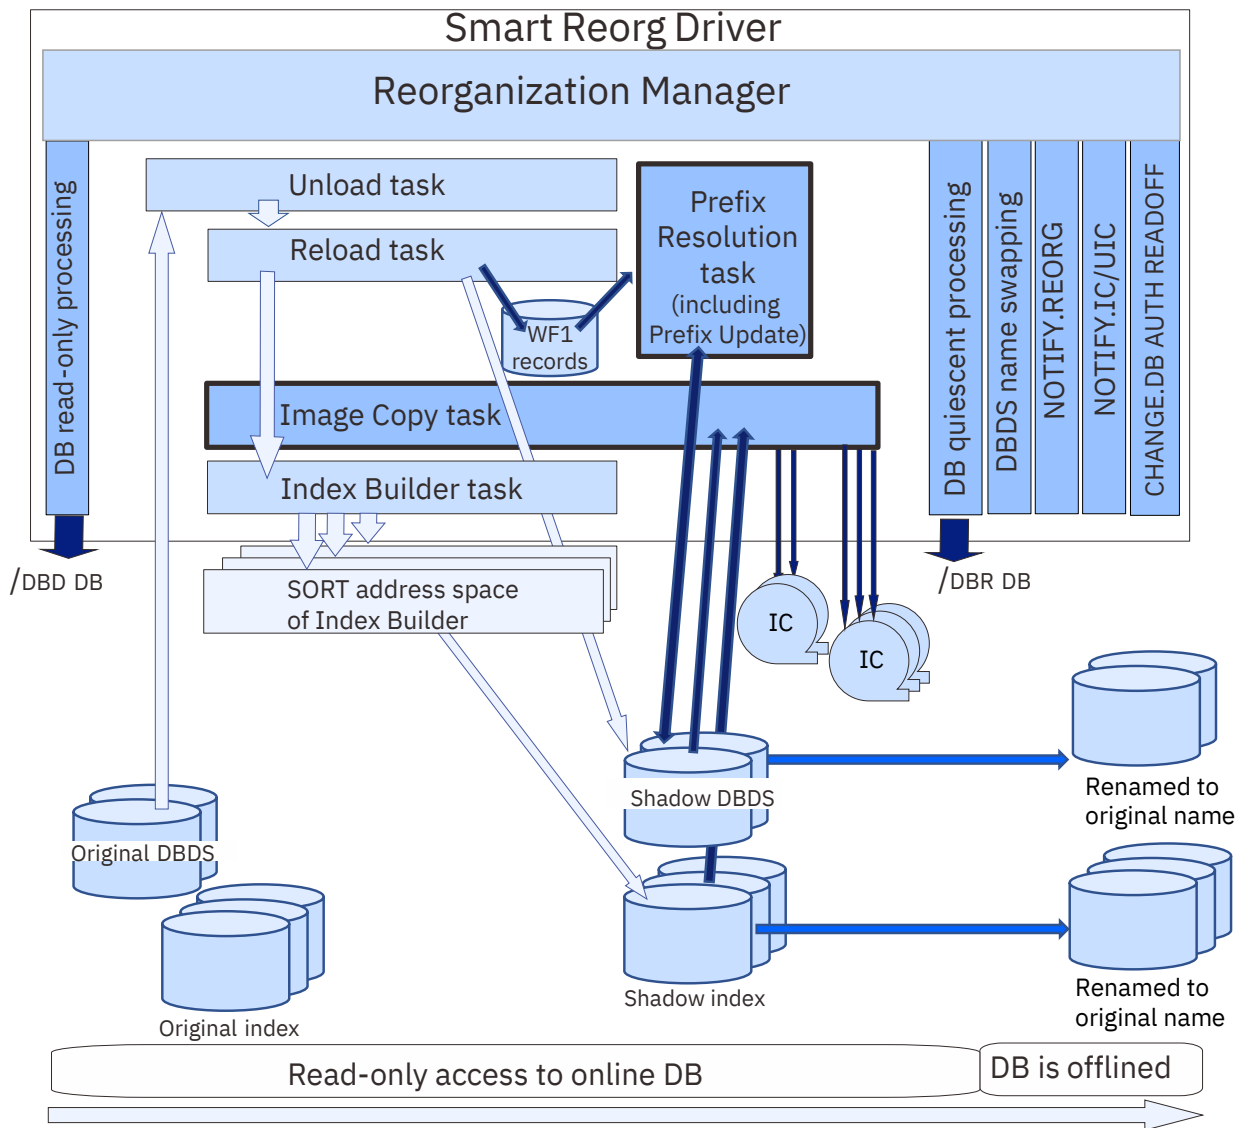 Smart Reorg Driver
Reorganization Manager
DB read-only processing
Unload task
Reload task
WF1
records
Prefix
Resolution
task
(including
Prefix Update)
Image Copy task
Index Builder task
SORT address space
of Index Builder
DB quiescent processing
DBDS name swapping
NOTIFY.REORG
NOTIFY.IC/UIC
CHANGE.DB AUTH READOFF
/DBD DB
/DBR DB
IC
IC
Original DBDS
Original index
Shadow DBDS
Shadow index
Renamed to
original name
Renamed to
original name
Read-only access to online DB
DB is offlined